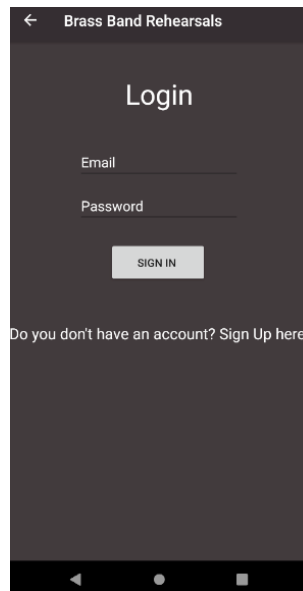 Brass Band Rehearsals
Login
Email
Password
SIGN IN
Do you don't have an account? Sign Up here